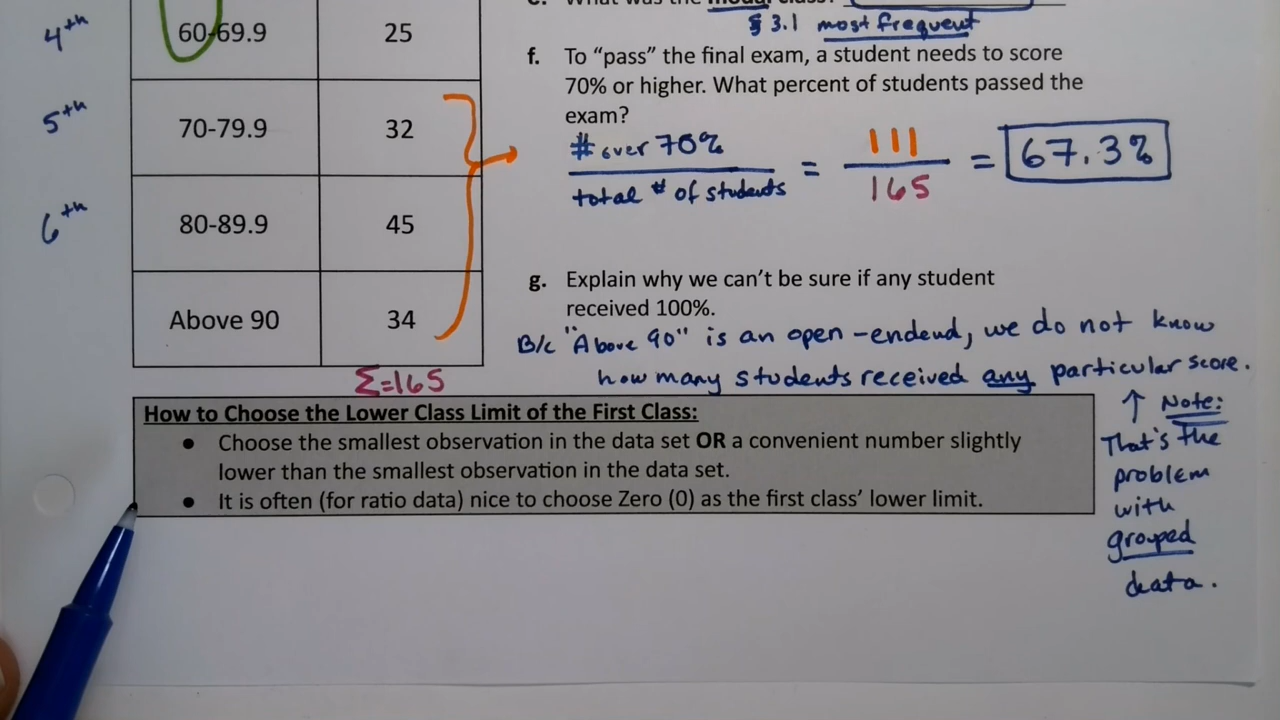 4th
60-69.9 25
5th
70-79.9 32
6th
80-89.9 45
Above 90 34
Σ=165
§ 3.1 most frequent
f. To “pass” the final exam, a student needs to score
70% or higher. What percent of students passed the
exam?
# over 70%
total # of students
= 111
165
= 67.3%
g. Explain why we can’t be sure if any student
received 100%.
B/c "Above 90" is an open-endend, we do not know
how many students received any particular score.
↑ Note:
That's the
problem
with
grouped
data.
How to Choose the Lower Class Limit of the First Class:
• Choose the smallest observation in the data set OR a convenient number slightly
lower than the smallest observation in the data set.
• It is often (for ratio data) nice to choose Zero (0) as the first class’ lower limit.